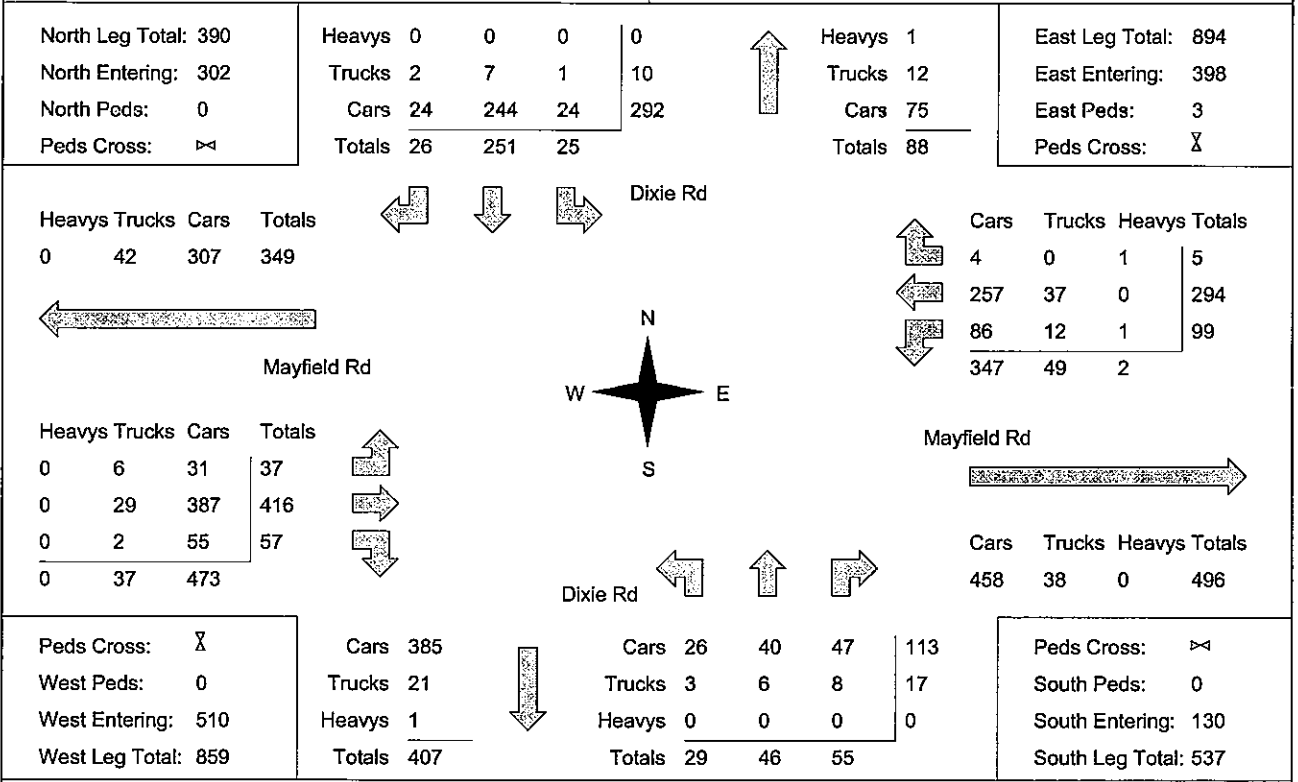 North Leg Total: 390
North Entering: 302
North Peds: 0
Peds Cross:
Heavys 0 0 0 0
Trucks 2 7 1 10
Cars 24 244 24 292
Totals 26 251 25
Heavys 1
Trucks 12
Cars 75
Totals 88
East Leg Total: 894
East Entering: 398
East Peds: 3
Peds Cross:
Dixie Rd
Heavys Trucks Cars Totals
0 42 307 349
Cars Trucks Heavys Totals
4 0 1 5
257 37 0 294
86 12 1 99
347 49 2
Mayfield Rd
N
W E
S
Heavys Trucks Cars Totals
0 6 31 37
0 29 387 416
0 2 55 57
0 37 473
Mayfield Rd
Cars Trucks Heavys Totals
458 38 0 496
Dixie Rd
Peds Cross:
West Peds: 0
West Entering: 510
West Leg Total: 859
Cars 385
Trucks 21
Heavys 1
Totals 407
Cars 26 40 47 113
Trucks 3 6 8 17
Heavys 0 0 0 0
Totals 29 46 55
Peds Cross:
South Peds: 0
South Entering: 130
South Leg Total: 537